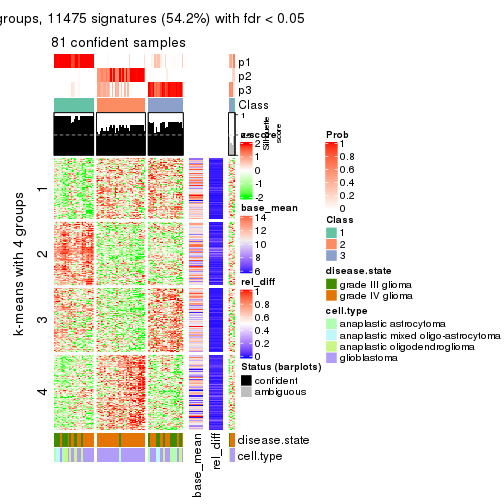 groups, 11475 signatures (54.2%) with fdr < 0.05
81 confident samples
p1
p2
p3
Class
1
Silhouette
score
z-score
2
1
0
-1
-2
base_mean
14
12
10
8
6
rel_diff
1
0.8
0.6
0.4
0.2
0
Status (barplots)
confident
ambiguous
Prob
1
0.8
0.6
0.4
0.2
0
Class
1
2
3
disease.state
grade III glioma
grade IV glioma
cell.type
anaplastic astrocytoma
anaplastic mixed oligo-astrocytoma
anaplastic oligodendroglioma
glioblastoma
k-means with 4 groups
1
2
3
4
disease.state
cell.type
base_mean
rel_diff